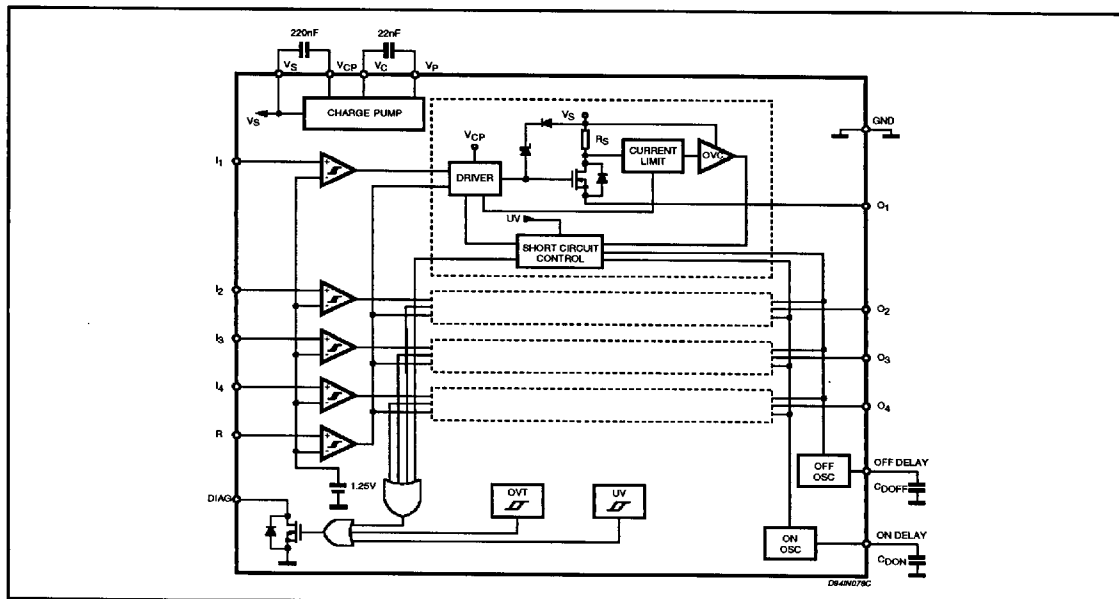 220nF 22nF
VS VCP VC VP
VS
CHARGE PUMP
GND
VS
RS
VCP
CURRENT LIMIT
OVC
I1
DRIVER
O1
UV
SHORT CIRCUIT CONTROL
I2
O2
I3
O3
I4
O4
R
OFF OSC
OFF DELAY
CDOFF
1.25V
DIAG
OVT
UV
ON OSC
ON DELAY
CDON
D94IN078C